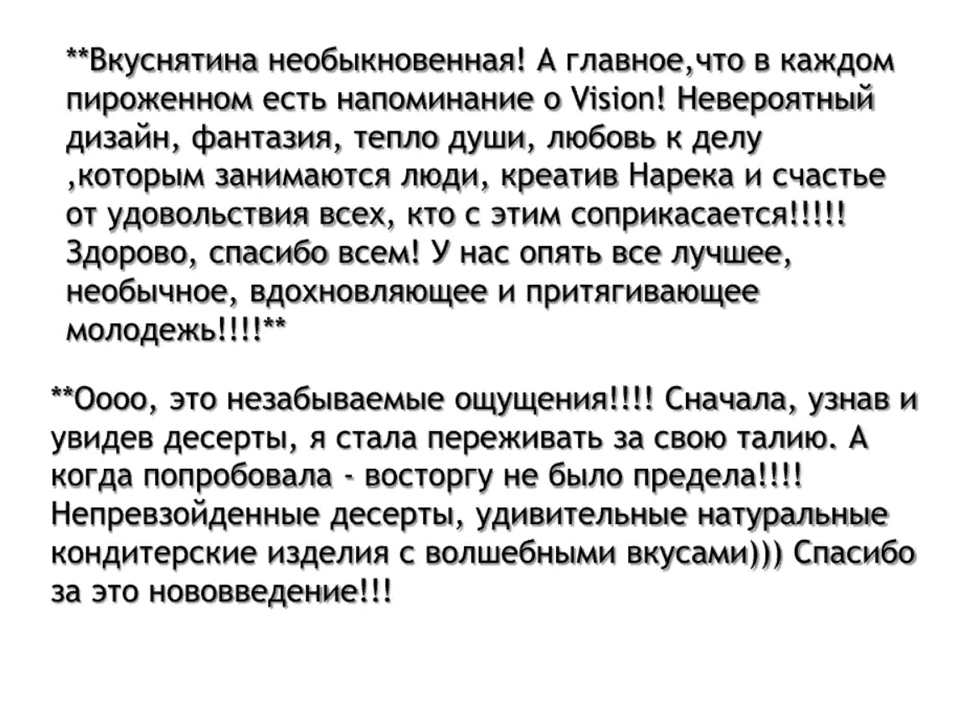 **Вкуснятина необыкновенная! А главное,что в каждом
пироженном есть напоминание о Vision! Невероятный
дизайн, фантазия, тепло души, любовь к делу
,которым занимаются люди, креатив Нарека и счастье
от удовольствия всех, кто с этим соприкасается!!!!!
Здорово, спасибо всем! У нас опять все лучшее,
необычное, вдохновляющее и притягивающее
молодежь!!!!**
**Оооо, это незабываемые ощущения!!!! Сначала, узнав и
увидев десерты, я стала переживать за свою талию. А
когда попробовала - восторгу не было предела!!!!
Непревзойденные десерты, удивительные натуральные
кондитерские изделия с волшебными вкусами))) Спасибо
за это нововведение!!!